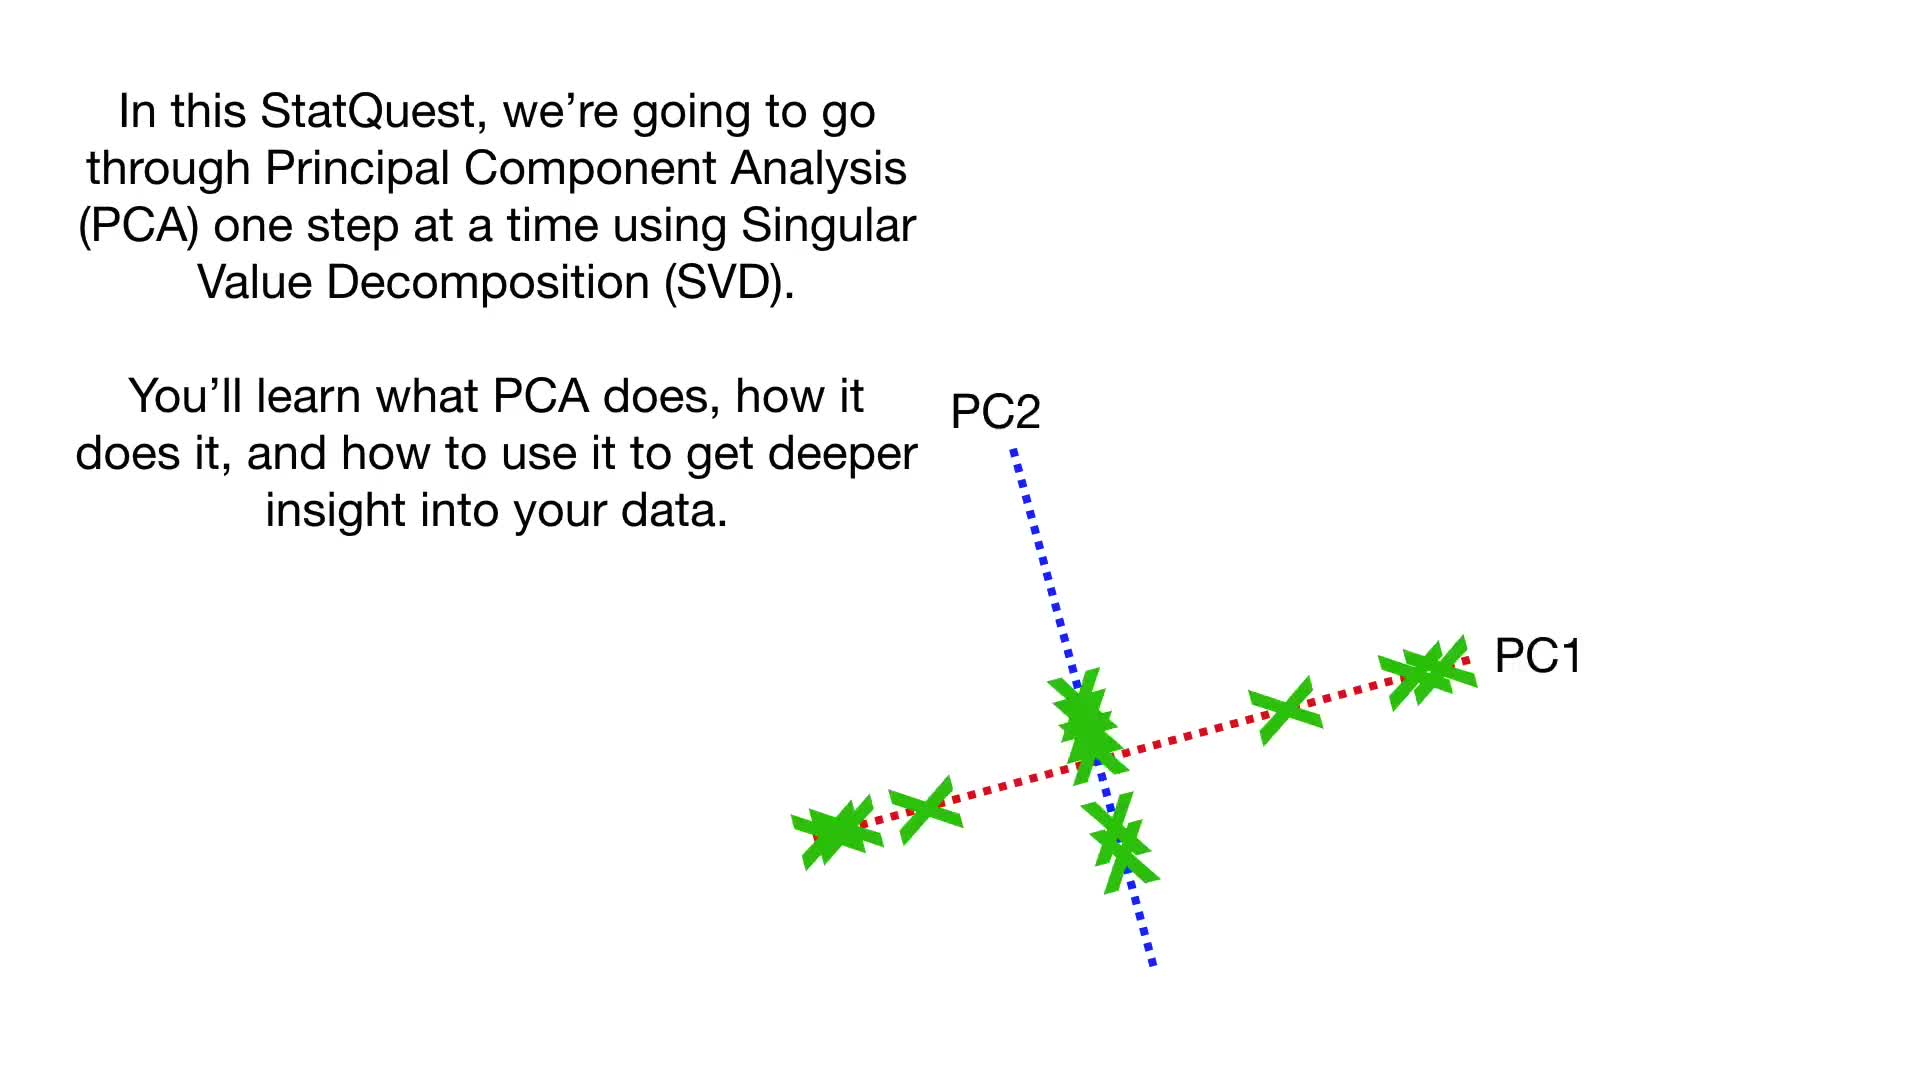 In this StatQuest, we’re going to go
through Principal Component Analysis
(PCA) one step at a time using Singular
Value Decomposition (SVD).
You’ll learn what PCA does, how it
does it, and how to use it to get deeper
insight into your data.
PC2
PC1